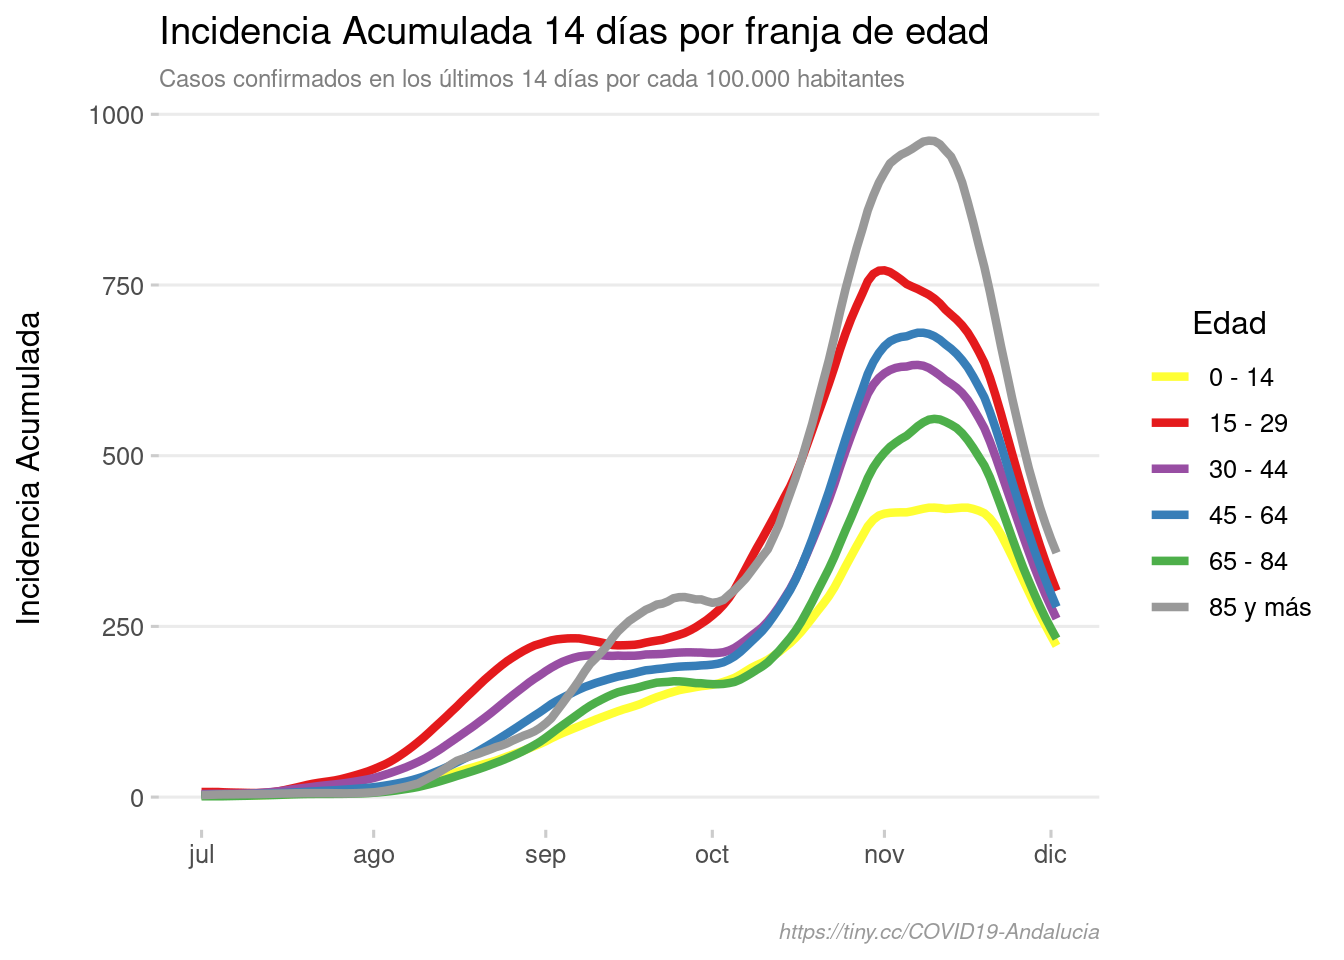 Incidencia Acumulada 14 días por franja de edad
Casos confirmados en los últimos 14 días por cada 100.000 habitantes
Incidencia Acumulada
1000
750
500
250
0
jul ago sep oct nov dic
Edad
0 - 14
15 - 29
30 - 44
45 - 64
65 - 84
85 y más
https://tiny.cc/COVID19-Andalucia